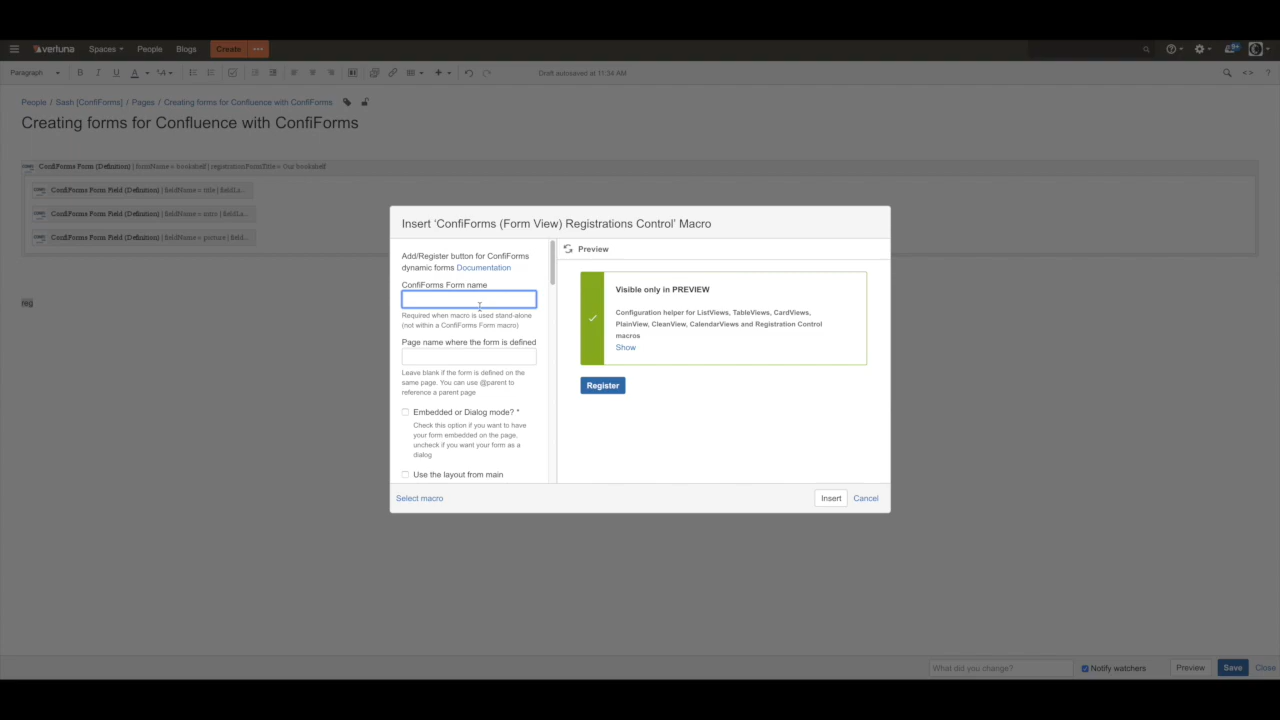 vertuna Spaces People Blogs Create ••• 9+
Paragraph B I U A Draft autosaved at 11:34 AM < > ?
People / Sash [ConfiForms] / Pages / Creating forms for Confluence with ConfiForms
Creating forms for Confluence with ConfiForms
ConfiForms Form (Definition) | formName = bookshelf | registrationFormTitle = Our bookshelf
ConfiForms Form Field (Definition) | fieldName = title | fieldLa...
ConfiForms Form Field (Definition) | fieldName = | fieldLa...
ConfiForms Form Field (Definition) | fieldName = picture | field...
reg
Insert ‘ConfiForms (Form View) Registrations Control’ Macro
Add/Register button for ConfiForms
dynamic forms Documentation
ConfiForms Form name
Required when macro is used stand-alone
(not within a ConfiForms Form macro)
Page name where the form is defined
Leave blank if the form is defined on the
same page. You can use @parent to
reference a parent page
Embedded or Dialog mode? *
Check this option if you want to have
your form embedded on the page,
uncheck if you want your form as a
dialog
Use the layout from main
Preview
Visible only in PREVIEW
Configuration helper for ListViews, TableViews, CardViews,
PlainView, CleanView, CalendarViews and Registration Control
macros
Show
Register
Select macro Insert Cancel
What did you change? Notify watchers Preview Save Close